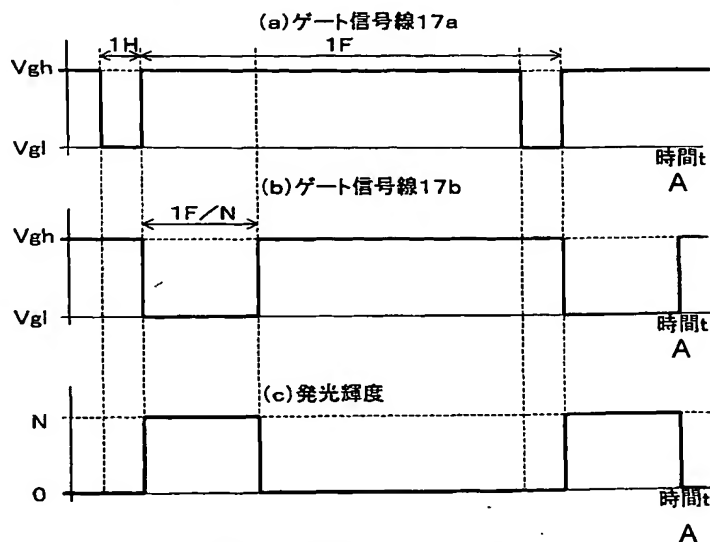 (a)ゲート信号線17a
1H
1F
Vgh
Vgl
時間t
A
(b)ゲート信号線17b
1F/N
Vgh
Vgl
時間t
A
(c)発光輝度
N
0
時間t
A